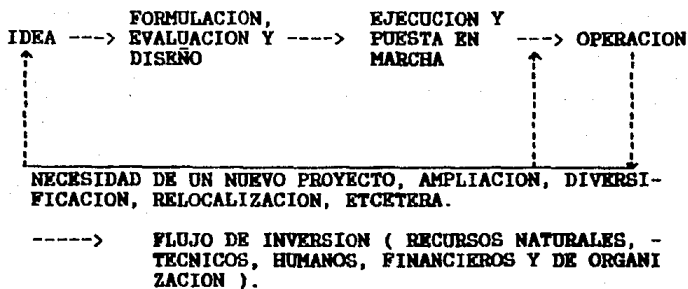 FORMULACION, EJECUCION Y
IDEA ---> EVALUACION Y ----> PUESTA EN ---> OPERACION
DISEÑO MARCHA
NECESIDAD DE UN NUEVO PROYECTO, AMPLIACION, DIVERSI-
FICACION, RELOCALIZACION, ETCETERA.
-----> FLUJO DE INVERSION ( RECURSOS NATURALES, -
TECNICOS, HUMANOS, FINANCIEROS Y DE ORGANI
ZACION ).